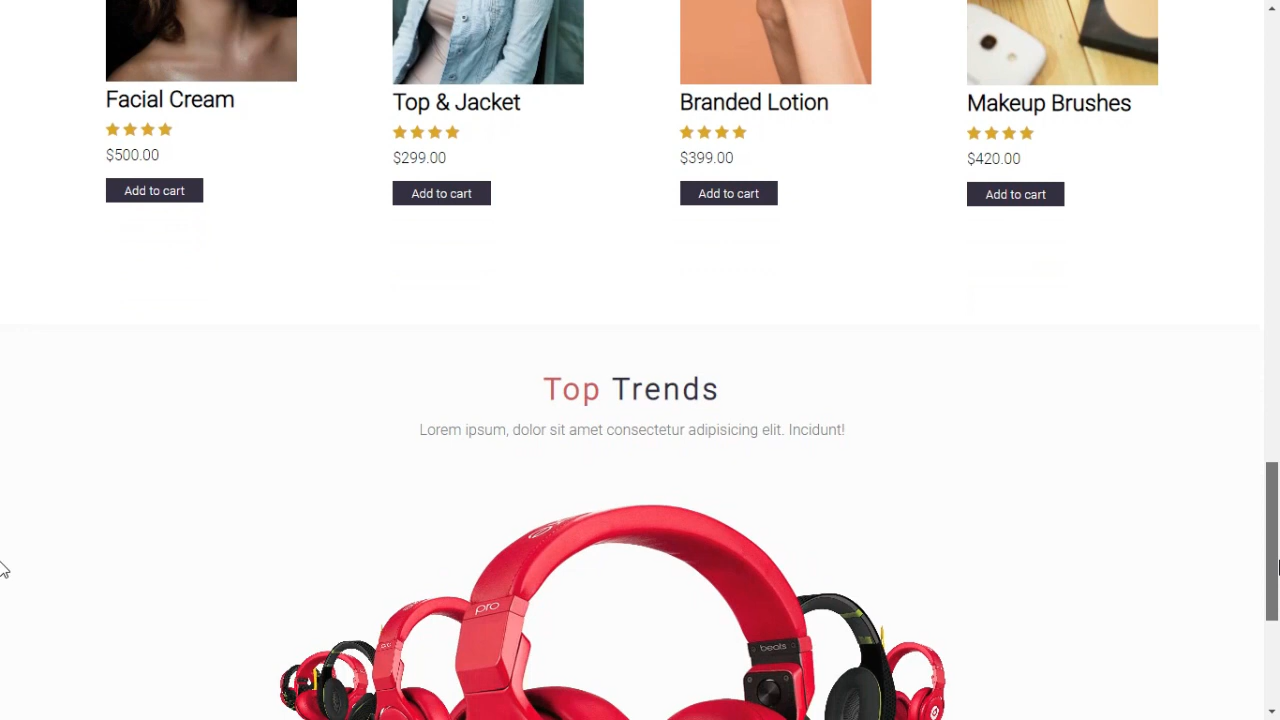 Facial Cream
$500.00
Add to cart
Top & Jacket
$299.00
Add to cart
Branded Lotion
$399.00
Add to cart
Makeup Brushes
$420.00
Add to cart
Top Trends
Lorem ipsum, dolor sit amet consectetur adipisicing elit. Incidunt!
pro
beats